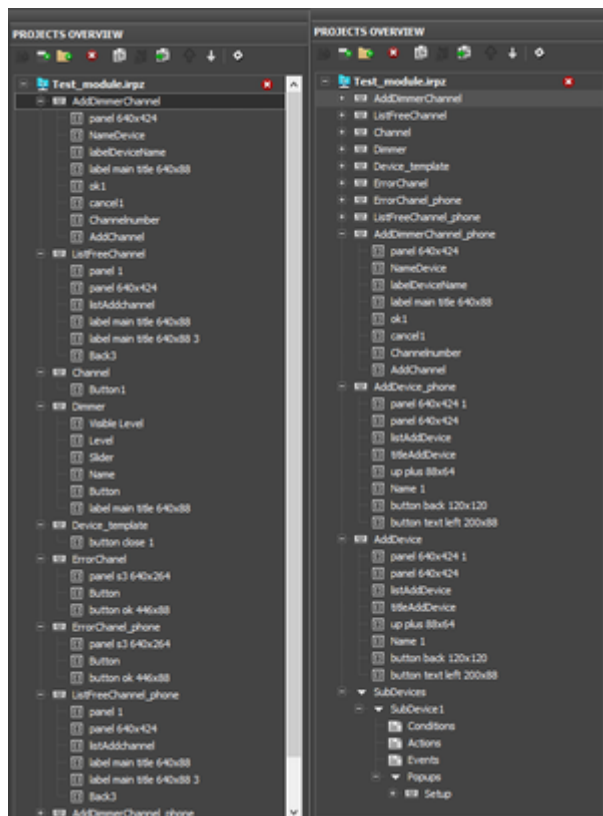 PROJECTS OVERVIEW
Test_module.irpz
AddDimmerChannel
panel 640x424
NameDevice
labelDeviceName
label main title 640x88
ok1
cancel1
Channelnumber
AddChannel
ListFreeChannel
panel 1
panel 640x424
listAddchannel
label main title 640x88
label main title 640x88 3
Back3
Channel
Button1
Dimmer
Visible Level
Level
Slider
Name
Button
label main title 640x88
Device_template
button close 1
ErrorChanel
panel s3 640x264
Button
button ok 446x88
ErrorChanel_phone
panel s3 640x264
Button
button ok 446x88
ListFreeChannel_phone
panel 1
panel 640x424
listAddchannel
label main title 640x88
label main title 640x88 3
Back3
AddDimmerChannel_phone
PROJECTS OVERVIEW
Test_module.irpz
AddDimmerChannel
ListFreeChannel
Channel
Dimmer
Device_template
ErrorChanel
ErrorChanel_phone
ListFreeChannel_phone
AddDimmerChannel_phone
panel 640x424
NameDevice
labelDeviceName
label main title 640x88
ok1
cancel1
Channelnumber
AddChannel
AddDevice_phone
panel 640x424 1
panel 640x424
listAddDevice
titleAddDevice
up plus 88x64
Name 1
button back 120x120
button text left 200x88
AddDevice
panel 640x424 1
panel 640x424
listAddDevice
titleAddDevice
up plus 88x64
Name 1
button back 120x120
button text left 200x88
SubDevices
SubDevice1
Conditions
Actions
Events
Popups
Setup